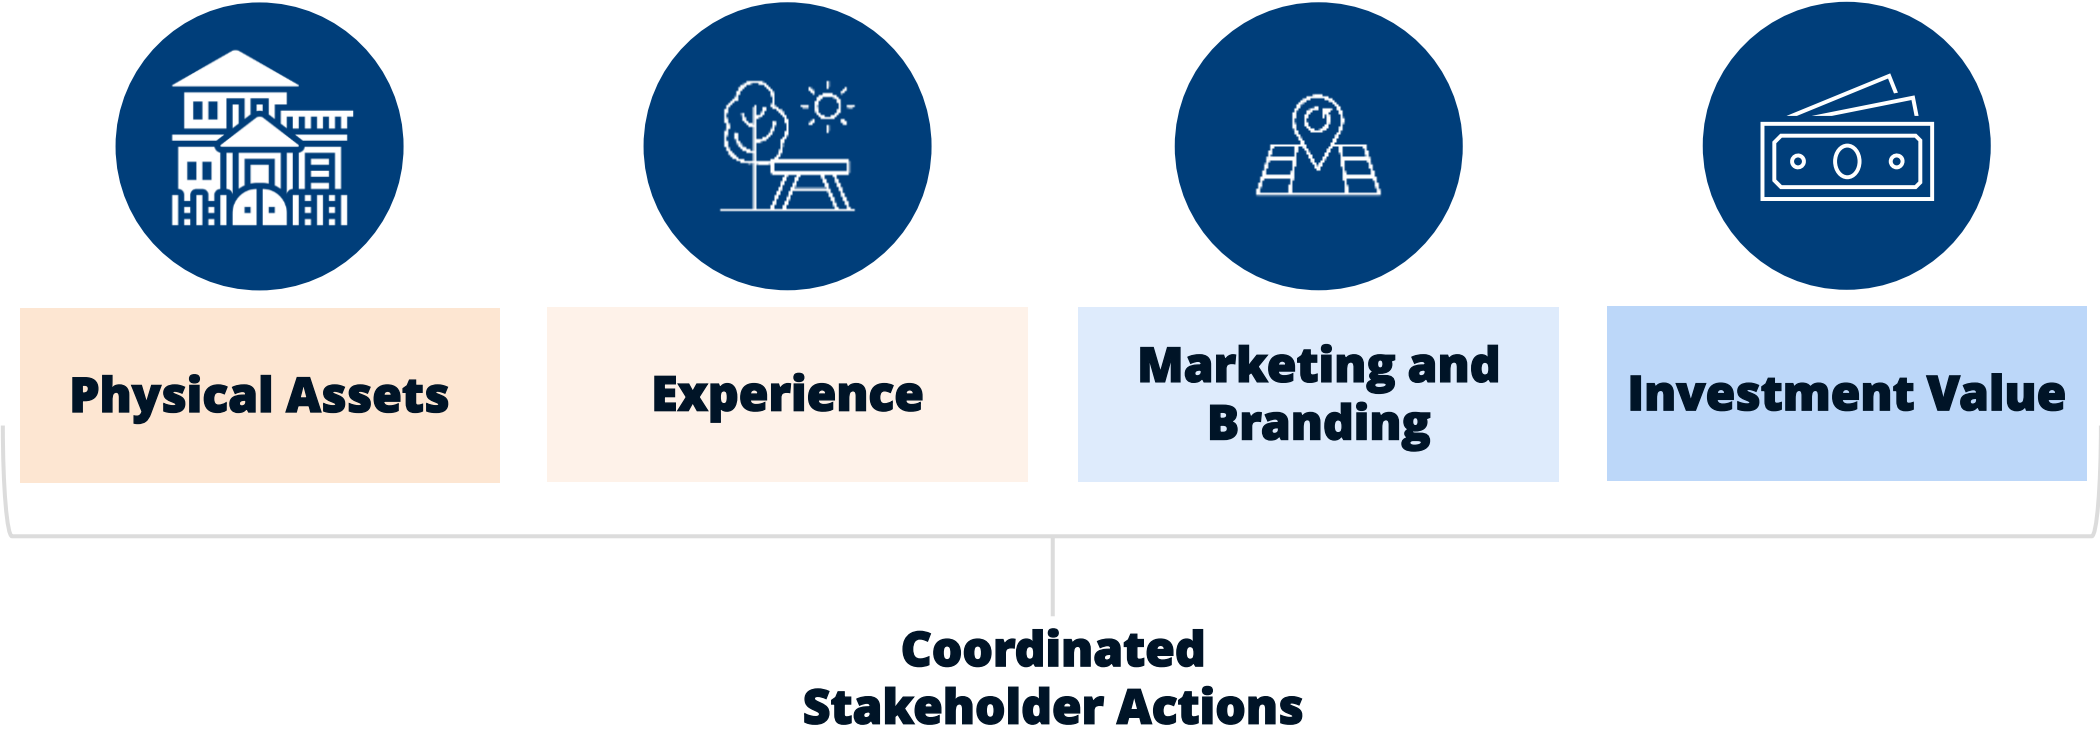 Physical Assets
Experience
Marketing and
Branding
Investment Value
Coordinated
Stakeholder Actions